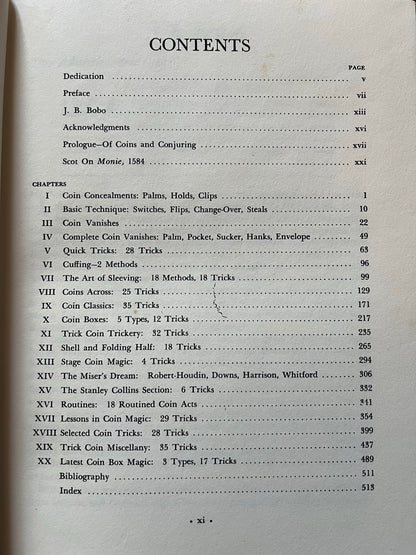 CONTENTS
PAGE
Dedication v
Preface vii
J. B. Bobo xiii
Acknowledgments xvi
Prologue—Of Coins and Conjuring xvii
Scot On Monie, 1584 xxi
CHAPTERS
I Coin Concealments: Palms, Holds, Clips 1
II Basic Technique: Switches, Flips, Change-Over, Steals 10
III Coin Vanishes 22
IV Complete Coin Vanishes: Palm, Pocket, Sucker, Hanks, Envelope 49
V Quick Tricks: 28 Tricks 63
VI Cuffing—2 Methods 96
VII The Art of Sleeving: 18 Methods, 18 Tricks 99
VIII Coins Across: 25 Tricks 129
IX Coin Classics: 35 Tricks 171
X Coin Boxes: 5 Types, 12 Tricks 217
XI Trick Coin Trickery: 32 Tricks 235
XII Shell and Folding Half: 18 Tricks 265
XIII Stage Coin Magic: 4 Tricks 294
XIV The Miser's Dream: Robert-Houdin, Downs, Harrison, Whitford 306
XV The Stanley Collins Section: 6 Tricks 332
XVI Routines: 18 Routined Coin Acts 341
XVII Lessons in Coin Magic: 29 Tricks 354
XVIII Selected Coin Tricks: 28 Tricks 399
XIX Trick Coin Miscellany: 35 Tricks 437
XX Latest Coin Box Magic: 3 Types, 17 Tricks 489
Bibliography 511
Index 513
• xi •